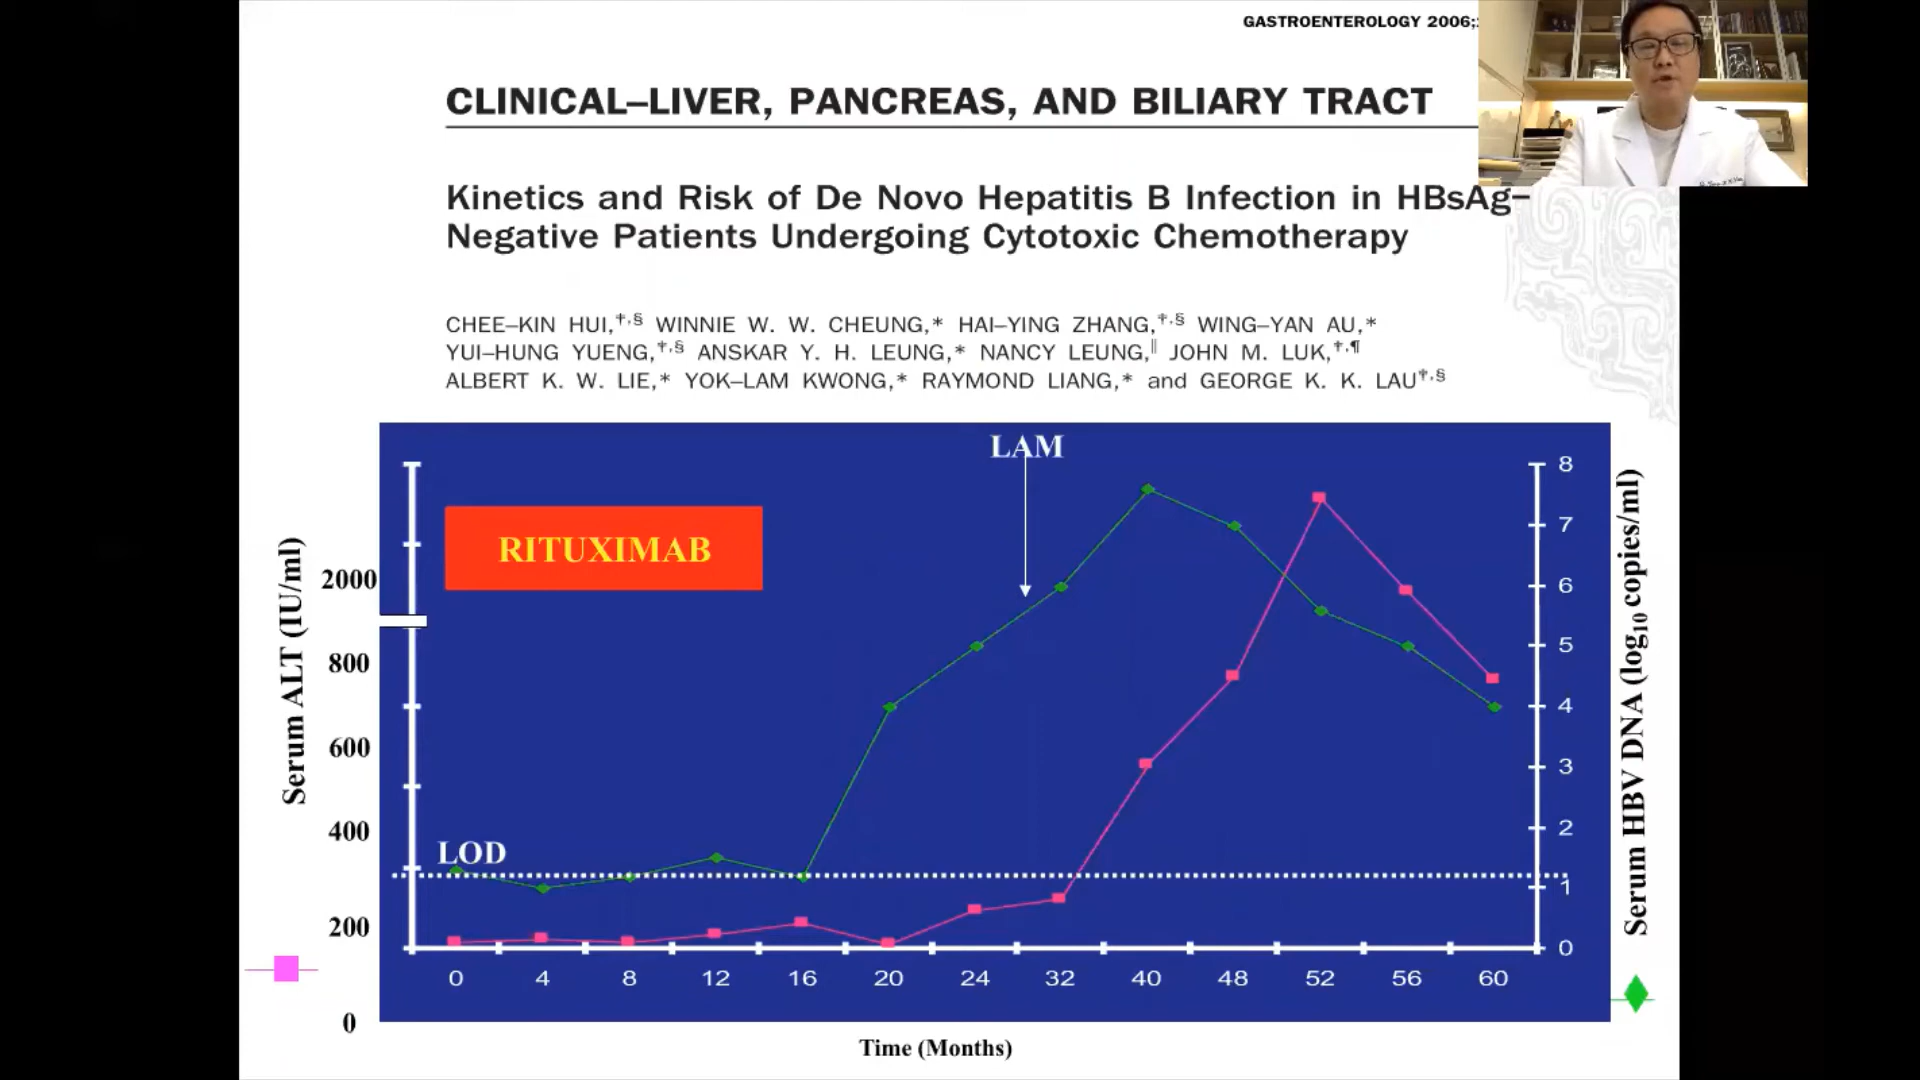 GASTROENTEROLOGY 2006;
CLINICAL–LIVER, PANCREAS, AND BILIARY TRACT
Kinetics and Risk of De Novo Hepatitis B Infection in HBsAg–
Negative Patients Undergoing Cytotoxic Chemotherapy
CHEE–KIN HUI,†,§ WINNIE W. W. CHEUNG,* HAI–YING ZHANG,†,§ WING–YAN AU,*
YUI–HUNG YUENG,†,§ ANSKAR Y. H. LEUNG,* NANCY LEUNG,‖ JOHN M. LUK,†,¶
ALBERT K. W. LIE,* YOK–LAM KWONG,* RAYMOND LIANG,* and GEORGE K. K. LAU†,§
LAM
RITUXIMAB
LOD
Serum ALT (IU/ml)
2000
800
600
400
200
0
8
7
6
5
4
3
2
1
0
Serum HBV DNA (log10 copies/ml)
0 4 8 12 16 20 24 32 40 48 52 56 60
Time (Months)